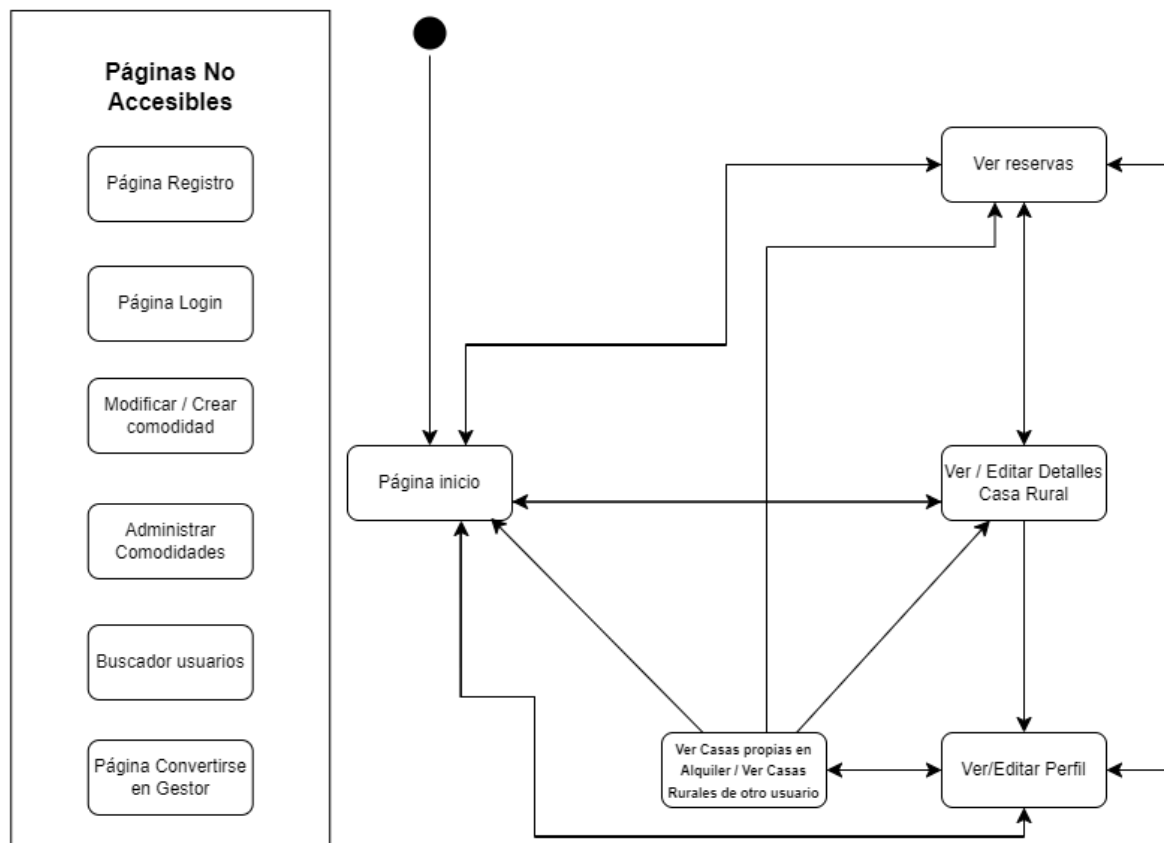 Páginas No
Accesibles
Página Registro
Página Login
Modificar / Crear
comodidad
Administrar
Comodidades
Buscador usuarios
Página Convertirse
en Gestor
Ver reservas
Página inicio
Ver / Editar Detalles
Casa Rural
Ver Casas propias en
Alquiler / Ver Casas
Rurales de otro usuario
Ver/Editar Perfil